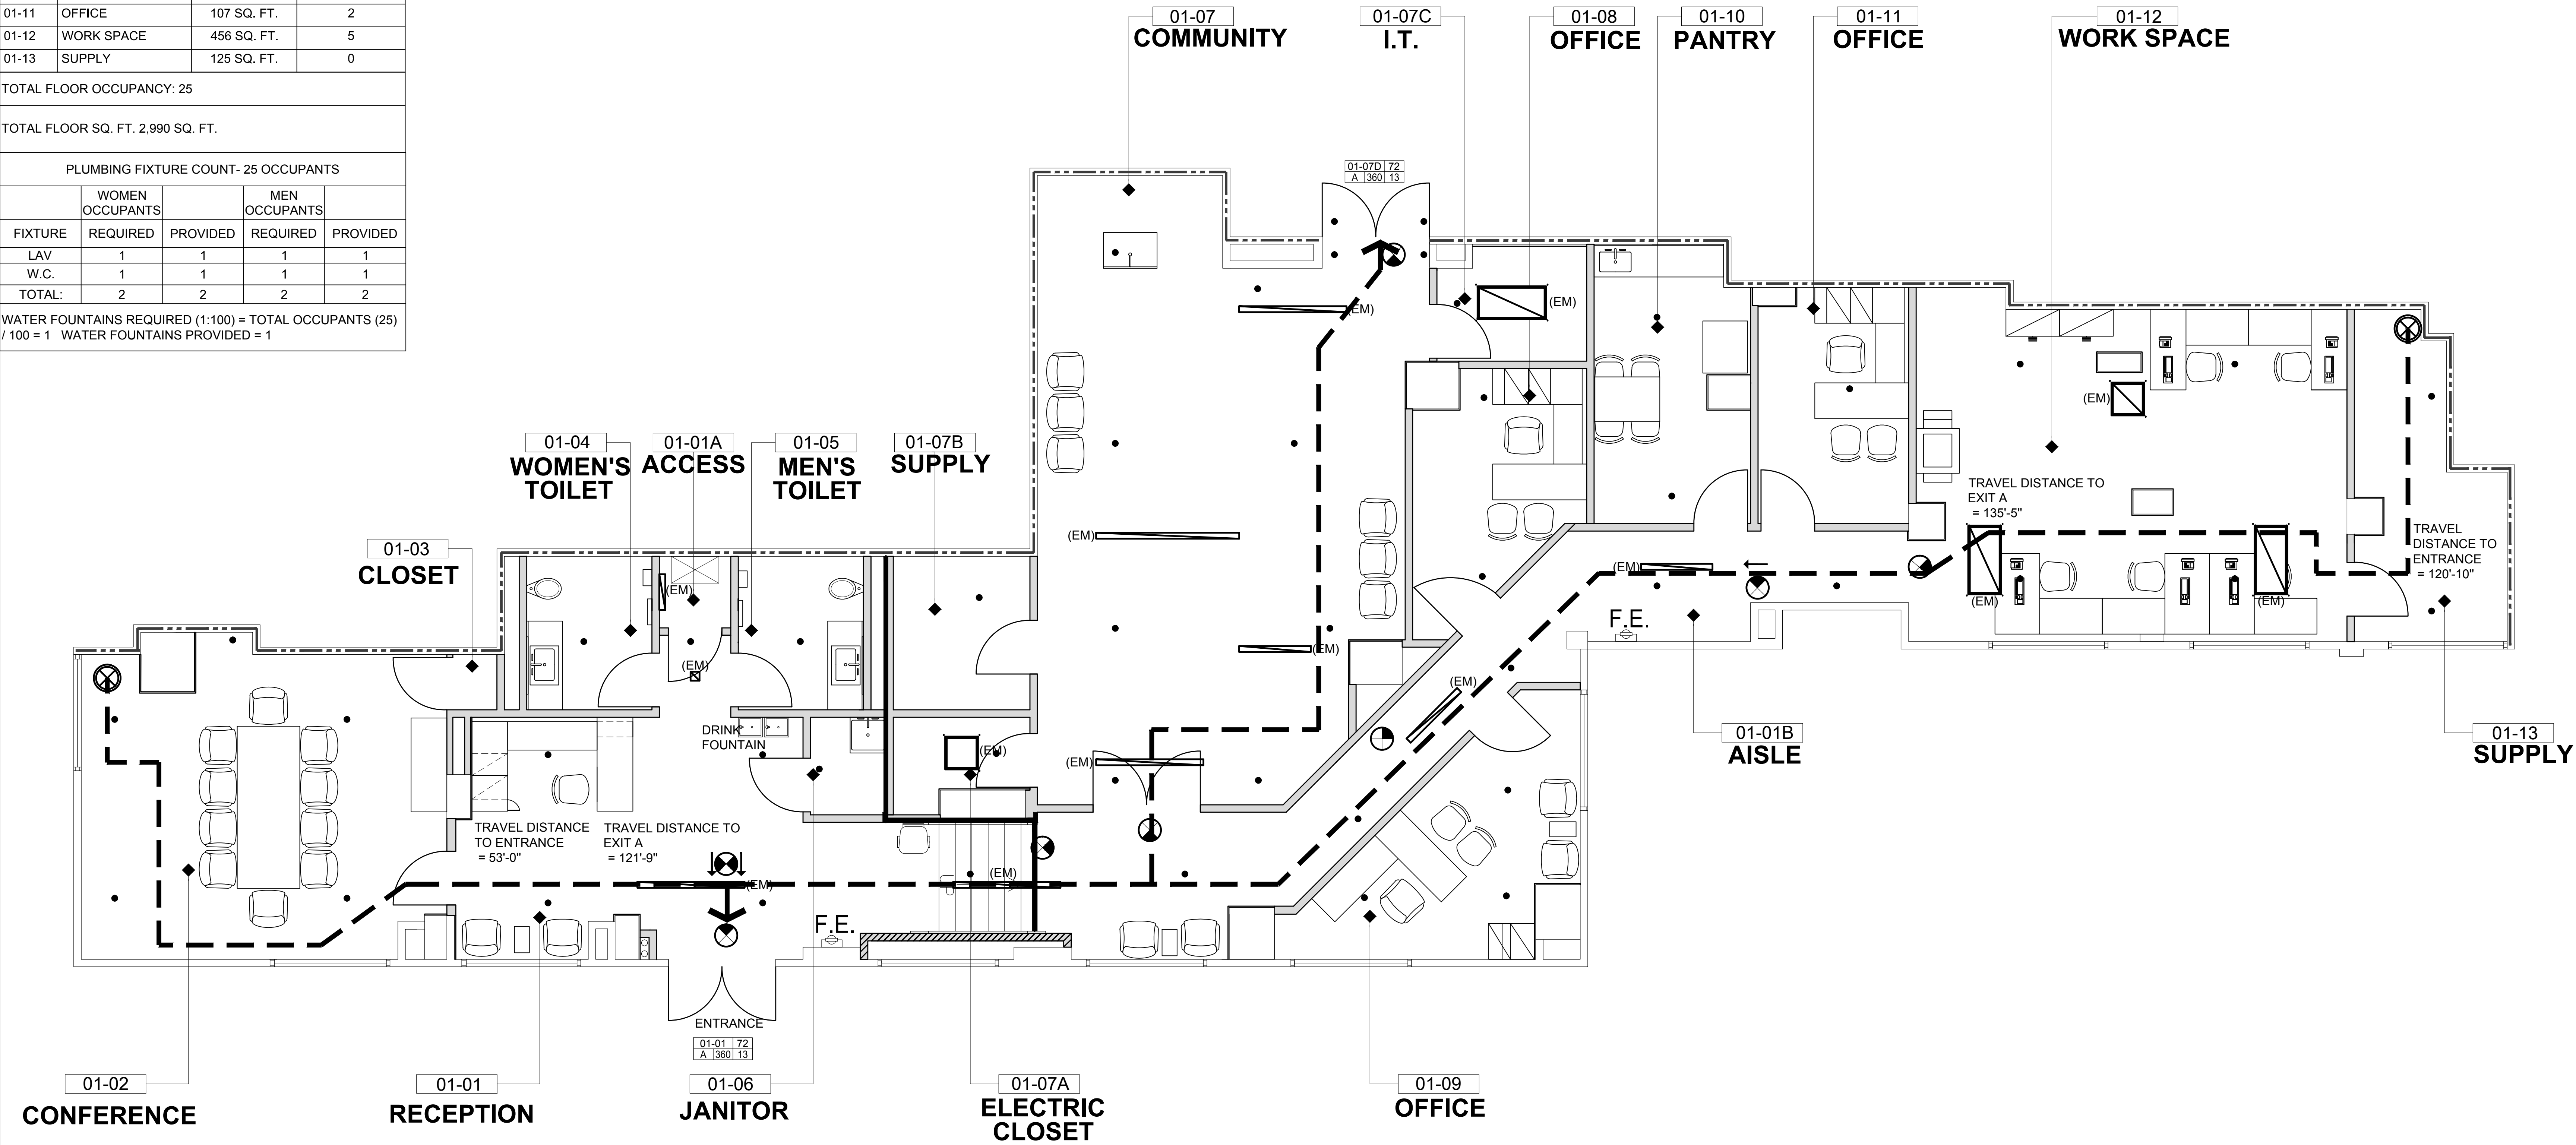 01-11 OFFICE 107 SQ. FT. 2
01-12 WORK SPACE 456 SQ. FT. 5
01-13 SUPPLY 125 SQ. FT. 0
TOTAL FLOOR OCCUPANCY: 25
TOTAL FLOOR SQ. FT. 2,990 SQ. FT.
PLUMBING FIXTURE COUNT- 25 OCCUPANTS
WOMEN MEN
OCCUPANTS OCCUPANTS
FIXTURE REQUIRED PROVIDED REQUIRED PROVIDED
LAV 1 1 1 1
W.C. 1 1 1 1
TOTAL: 2 2 2 2
WATER FOUNTAINS REQUIRED (1:100) = TOTAL OCCUPANTS (25)
/ 100 = 1 WATER FOUNTAINS PROVIDED = 1
01-07
COMMUNITY
01-07C
I.T.
01-08
OFFICE
01-10
PANTRY
01-11
OFFICE
01-12
WORK SPACE
01-07D 72
A 360 13
(EM)
(EM)
(EM)
01-04
WOMEN'S
TOILET
01-01A
ACCESS
01-05
MEN'S
TOILET
01-07B
SUPPLY
01-03
CLOSET
TRAVEL DISTANCE TO
EXIT A
= 135'-5"
TRAVEL
DISTANCE TO
ENTRANCE
= 120'-10"
(EM)
(EM)
(EM)
(EM)
(EM)
F.E.
(EM)
(EM)
(EM)
DRINK
FOUNTAIN
(EM)
(EM)
01-01B
AISLE
01-13
SUPPLY
TRAVEL DISTANCE
TO ENTRANCE
= 53'-0"
TRAVEL DISTANCE TO
EXIT A
= 121'-9"
(EM)
(EM)
F.E.
ENTRANCE
01-01 72
A 360 13
01-02
CONFERENCE
01-01
RECEPTION
01-06
JANITOR
01-07A
ELECTRIC
CLOSET
01-09
OFFICE